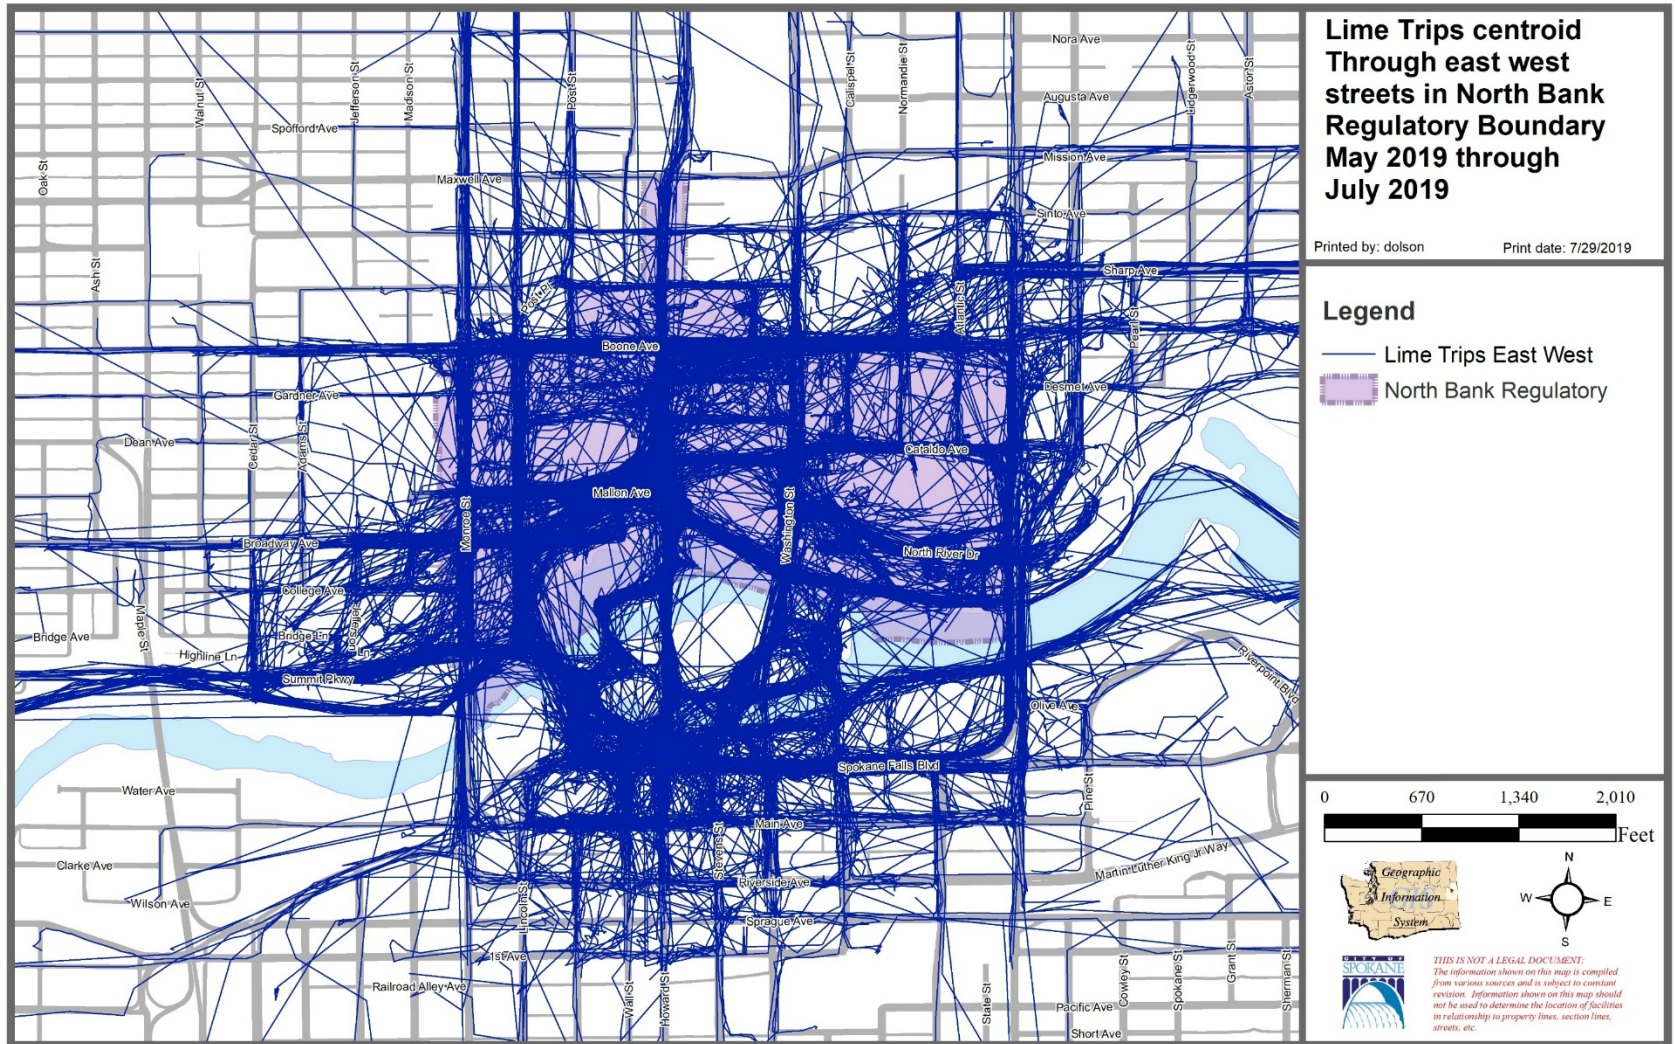 Lime Trips centroid
Through east west
streets in North Bank
Regulatory Boundary
May 2019 through
July 2019
Printed by: dolson
Print date: 7/29/2019
Legend
Lime Trips East West
North Bank Regulatory
0 670 1,340 2,010
Feet
Geographic
Information
System
GIS
N
W
E
S
CITY OF
SPOKANE
THIS IS NOT A LEGAL DOCUMENT:
The information shown on this map is compiled
from various sources and is subject to constant
revision. Information shown on this map should
not be used to determine the location of facilities
in relationship to property lines, section lines,
streets, etc.
Nora Ave
Walnut St
Jefferson St
Madison St
Post St
Calispel St
Normandie St
Lidgerwood St
Astor St
Augusta Ave
Spofford Ave
Mission Ave
Oak St
Maxwell Ave
Sinto Ave
Ash St
Sharp Ave
Post Pl
Atlantic St
Pearl St
Boone Ave
Desmet Ave
Gardner Ave
Dean Ave
Cedar St
Adams St
Cataldo Ave
Mallon Ave
Monroe St
Washington St
Broadway Ave
North River Dr
College Ave
Maple St
Jefferson
Ln
Bridge Ave
Bridge Ln
Highline Ln
Summit Pkwy
Riverpoint Blvd
Olive Ave
Spokane Falls Blvd
Water Ave
Pine St
Main Ave
Stevens St
Clarke Ave
Martin Luther King Jr Way
Riverside Ave
Wilson Ave
Lincoln St
Sprague Ave
1st Ave
Railroad Alley Ave
Wall St
Howard St
State St
Cowley St
Spokane St
Grant St
Sherman St
Pacific Ave
Short Ave